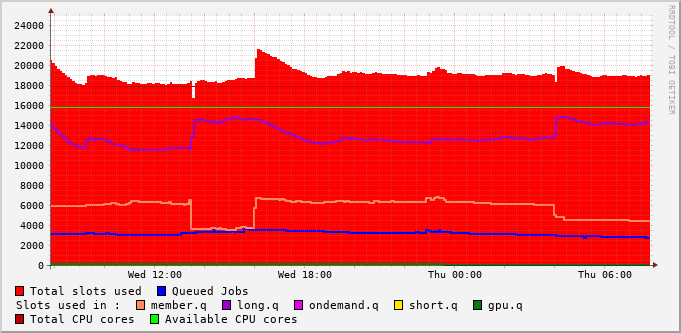 RRDTOOL / TOBI OETIKER
24000
22000
20000
18000
16000
14000
12000
10000
8000
6000
4000
2000
0
Wed 12:00 Wed 18:00 Thu 00:00 Thu 06:00
Total slots used Queued Jobs
Slots used in : member.q long.q ondemand.q short.q gpu.q
Total CPU cores Available CPU cores